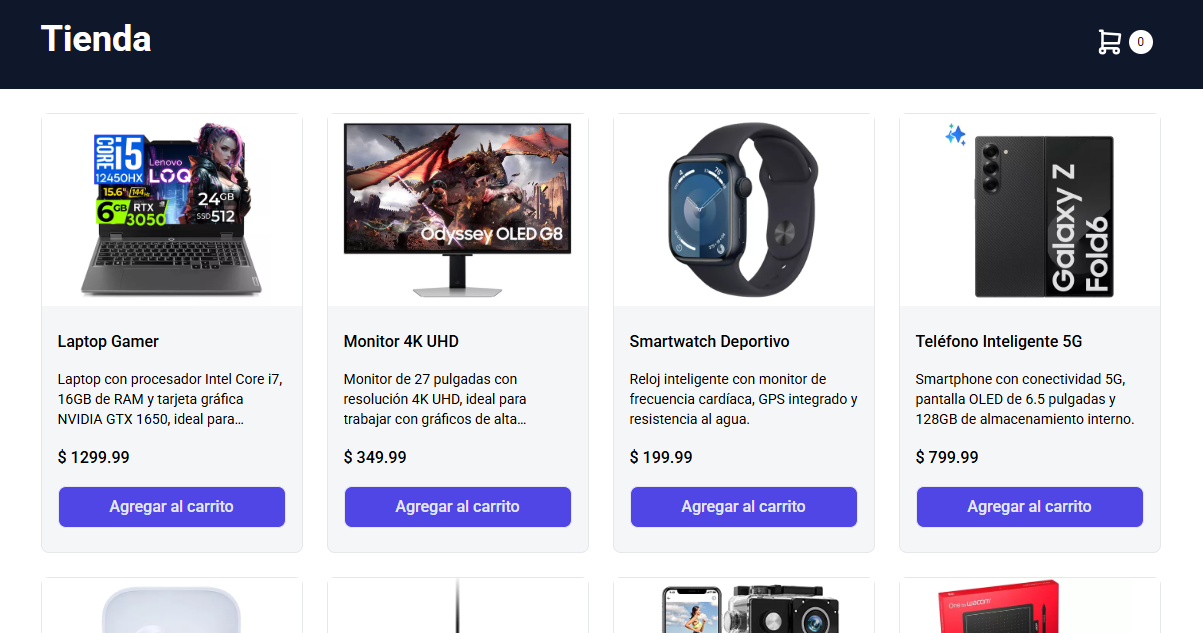 Tienda
0
CORE i5
12450HX
Lenovo
LOQ
15.6" 144Hz
6GB RTX 3050
24GB
SSD 512
Odyssey OLED G8
Galaxy Z
Fold6
Laptop Gamer
Laptop con procesador Intel Core i7,
16GB de RAM y tarjeta gráfica
NVIDIA GTX 1650, ideal para…
$ 1299.99
Agregar al carrito
Monitor 4K UHD
Monitor de 27 pulgadas con
resolución 4K UHD, ideal para
trabajar con gráficos de alta…
$ 349.99
Agregar al carrito
Smartwatch Deportivo
Reloj inteligente con monitor de
frecuencia cardíaca, GPS integrado y
resistencia al agua.
$ 199.99
Agregar al carrito
Teléfono Inteligente 5G
Smartphone con conectividad 5G,
pantalla OLED de 6.5 pulgadas y
128GB de almacenamiento interno.
$ 799.99
Agregar al carrito
One by wacom